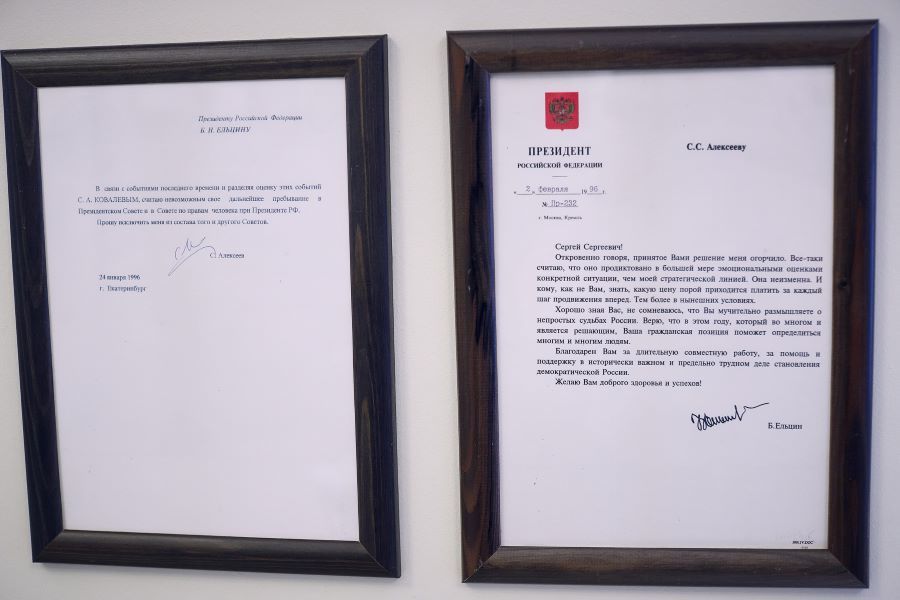 Президенту Российской Федерации
Б. Н. ЕЛЬЦИНУ
В связи с событиями последнего времени и разделяя оценку этих событий
С. А. КОВАЛЕВЫМ, считаю невозможным свое дальнейшее пребывание в
Президентском Совете и в Совете по правам человека при Президенте РФ.
Прошу исключить меня из состава того и другого Советов.
С. Алексеев
24 января 1996
г. Екатеринбург
ПРЕЗИДЕНТ
РОССИЙСКОЙ ФЕДЕРАЦИИ
С.С. Алексееву
« 2 » февраля 1996 г.
№ Пр-232
г. Москва, Кремль
Сергей Сергеевич!
Откровенно говоря, принятое Вами решение меня огорчило. Все-таки
считаю, что оно продиктовано в большей мере эмоциональными оценками
конкретной ситуации, чем моей стратегической линией. Она неизменна. И
кому, как не Вам, знать, какую цену порой приходится платить за каждый
шаг продвижения вперед. Тем более в нынешних условиях.
Хорошо зная Вас, не сомневаюсь, что Вы мучительно размышляете о
непростых судьбах России. Верю, что в этом году, который во многом и
является решающим, Ваша гражданская позиция поможет определиться
многим и многим людям.
Благодарен Вам за длительную совместную работу, за помощь и
поддержку в исторически важном и предельно трудном деле становления
демократической России.
Желаю Вам доброго здоровья и успехов!
Б.Ельцин